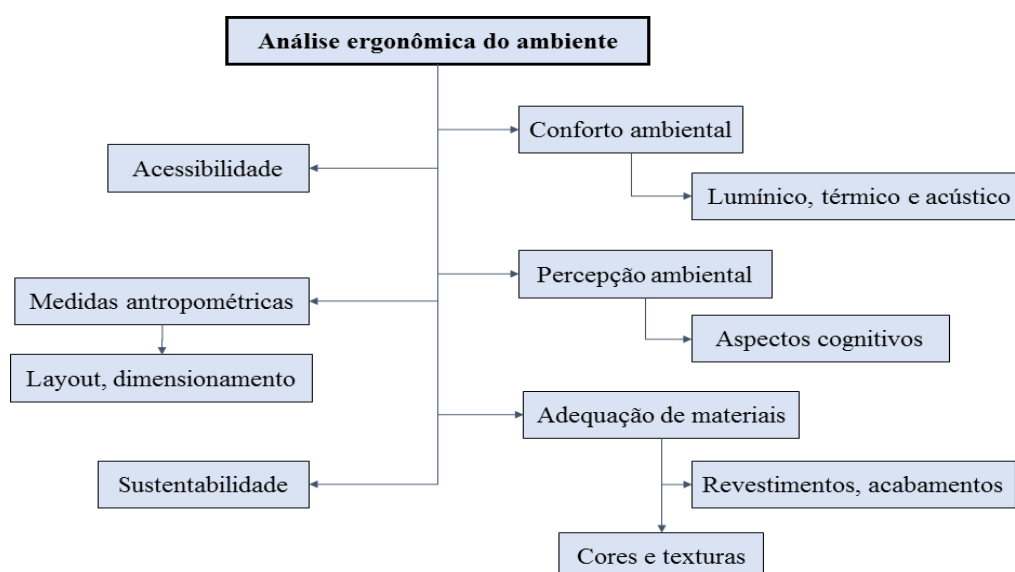 Análise ergonômica do ambiente
Conforto ambiental
Acessibilidade
Lumínico, térmico e acústico
Percepção ambiental
Medidas antropométricas
Aspectos cognitivos
Layout, dimensionamento
Adequação de materiais
Sustentabilidade
Revestimentos, acabamentos
Cores e texturas